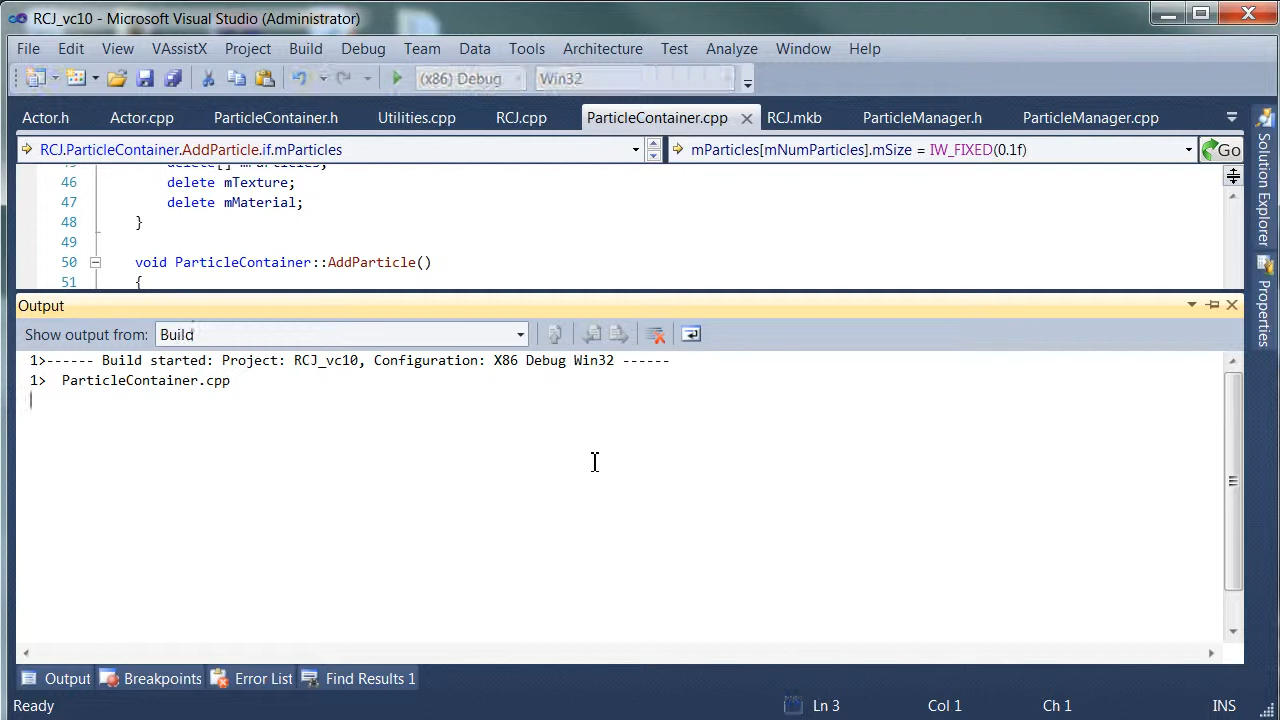 RCJ_vc10 - Microsoft Visual Studio (Administrator)
File Edit View VAssistX Project Build Debug Team Data Tools Architecture Test Analyze Window Help
(x86) Debug Win32
Actor.h Actor.cpp ParticleContainer.h Utilities.cpp RCJ.cpp ParticleContainer.cpp RCJ.mkb ParticleManager.h ParticleManager.cpp
RCJ.ParticleContainer.AddParticle.if.mParticles mParticles[mNumParticles].mSize = IW_FIXED(0.1f) Go
45 delete[] mParticles;
46 delete mTexture;
47 delete mMaterial;
48 }
49
50 void ParticleContainer::AddParticle()
51 {
Solution Explorer
Properties
Output
Show output from: Build
1>------ Build started: Project: RCJ_vc10, Configuration: X86 Debug Win32 ------
1> ParticleContainer.cpp
Output Breakpoints Error List Find Results 1
Ready Ln 3 Col 1 Ch 1 INS